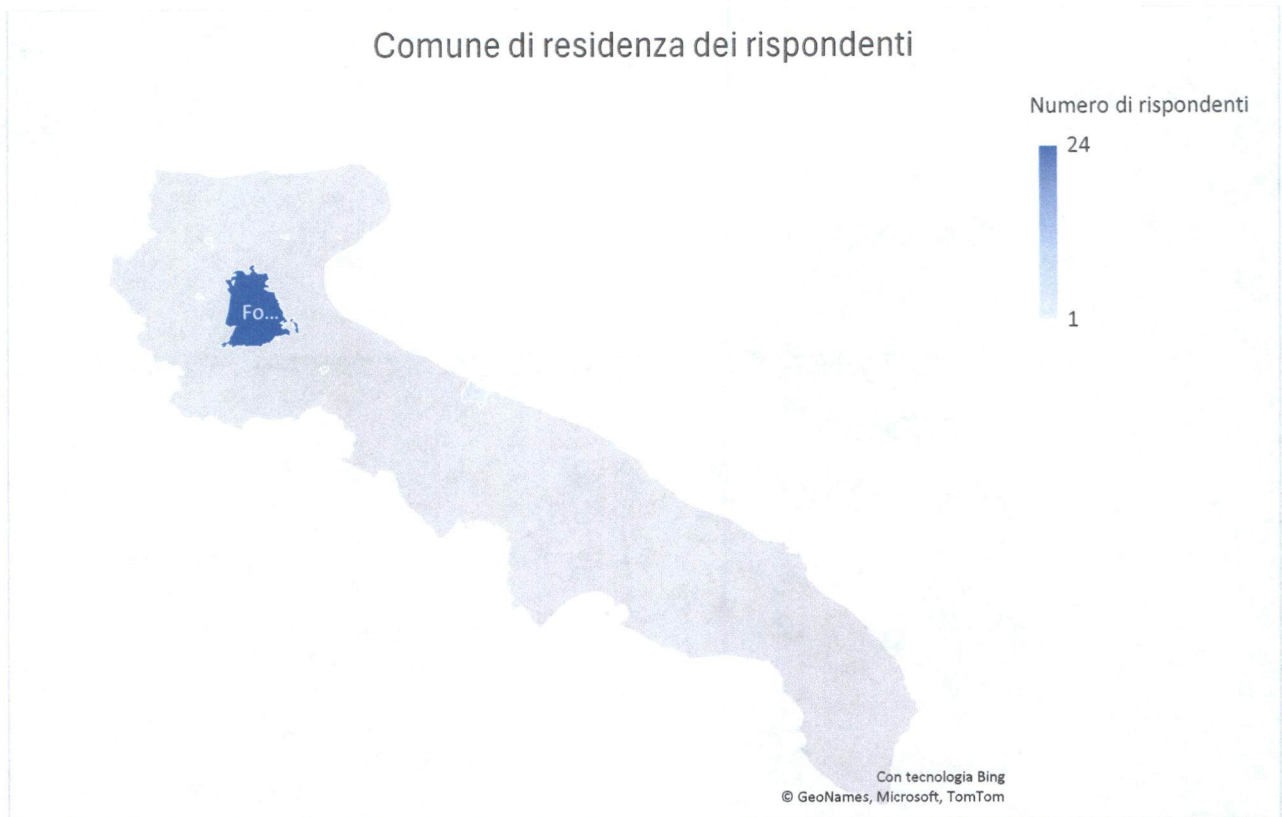 Comune di residenza dei rispondenti
Numero di rispondenti
24
1
Fo...
Con tecnologia Bing
© GeoNames, Microsoft, TomTom